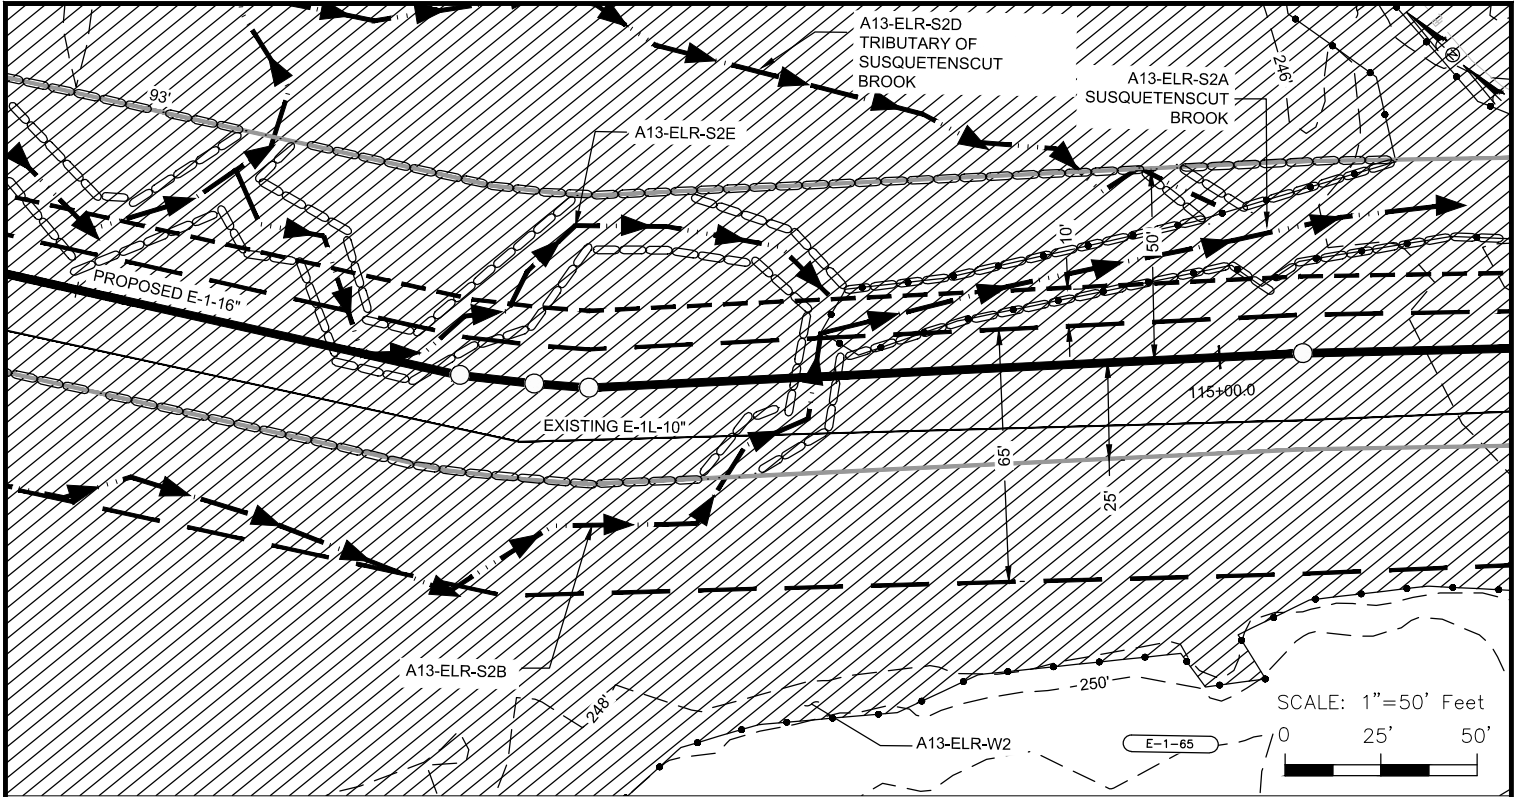 A13-ELR-S2D
TRIBUTARY OF
SUSQUETENSCUT
BROOK
246'
A13-ELR-S2A
SUSQUETENSCUT
BROOK
N
93'
A13-ELR-S2E
10'
50'
PROPOSED E-1-16"
115+00.0
EXISTING E-1L-10"
65'
25'
A13-ELR-S2B
248'
250'
A13-ELR-W2
E-1-65
SCALE: 1"=50' Feet
0 25' 50'